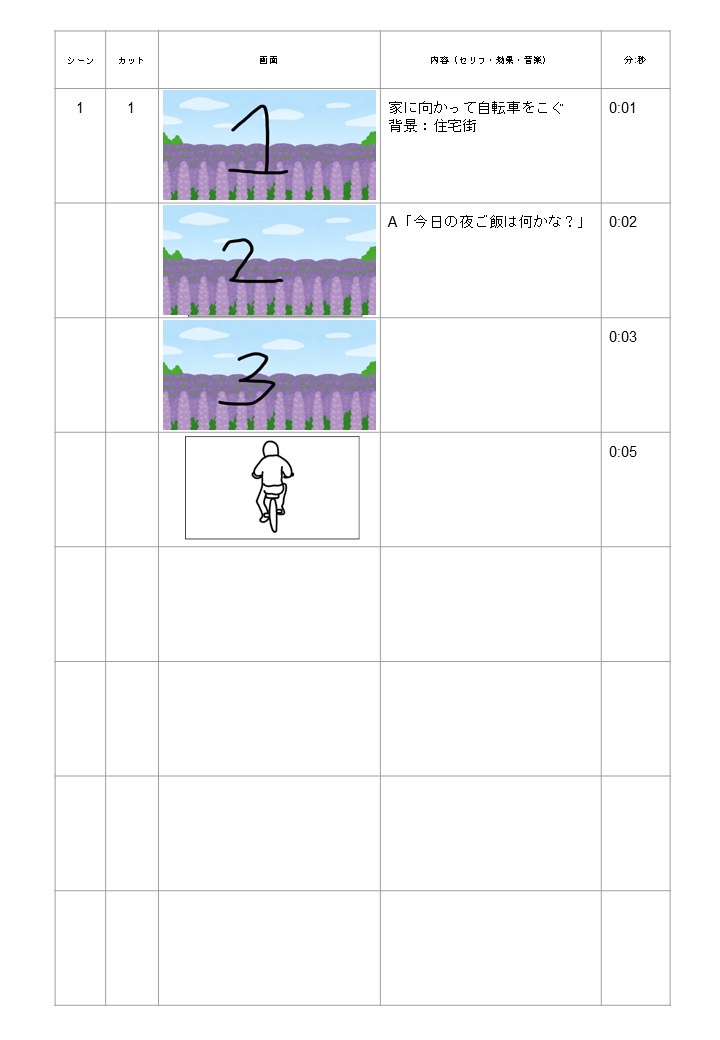 シーン カット 画面 内容（セリフ・効果・音楽） 分:秒
1 1 1 家に向かって自転車をこぐ 0:01
背景：住宅街
2 A「今日の夜ご飯は何かな？」 0:02
3 0:03
0:05